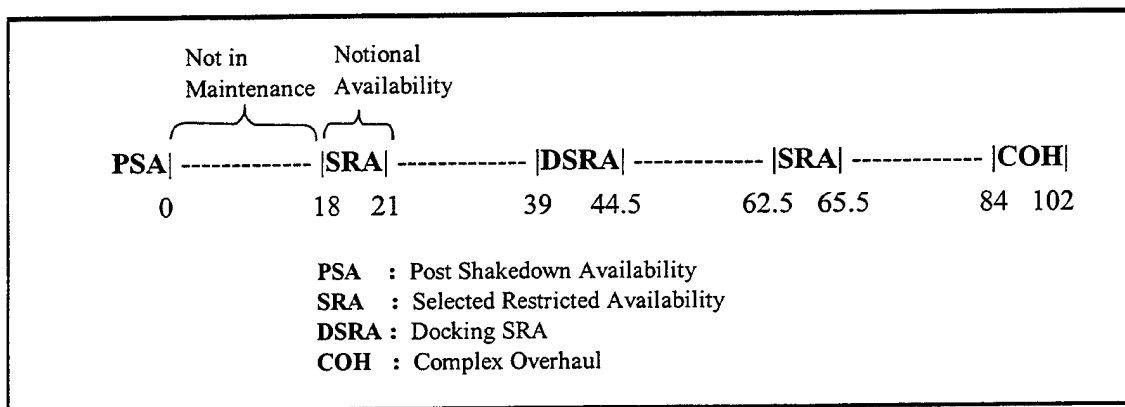 Not in Notional
Maintenance Availability
PSA| --------------- |SRA| -------------- |DSRA| -------------- |SRA| -------------- |COH|
0 18 21 39 44.5 62.5 65.5 84 102
PSA : Post Shakedown Availability
SRA : Selected Restricted Availability
DSRA : Docking SRA
COH : Complex Overhaul